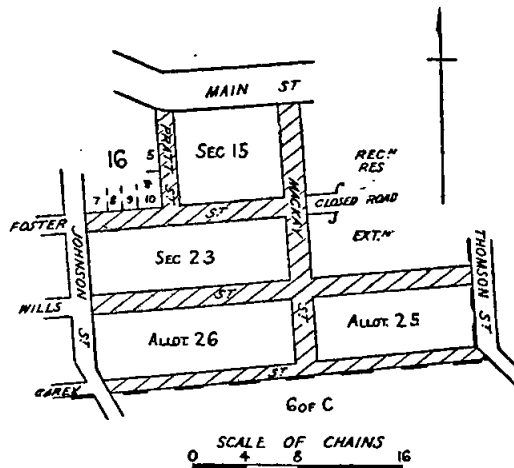 MAIN ST
16
5
PRATT ST
SEC 15
RECN
RES
7 8 9 10
ST
MACKAY
CLOSED ROAD
FOSTER
JOHNSON ST
EXT.N
SEC 23
THOMSON ST
WILLS
ST
ST
ALLOT. 26
ALLOT. 25
CAREY
ST
G OF C
SCALE OF CHAINS
0 4 8 16